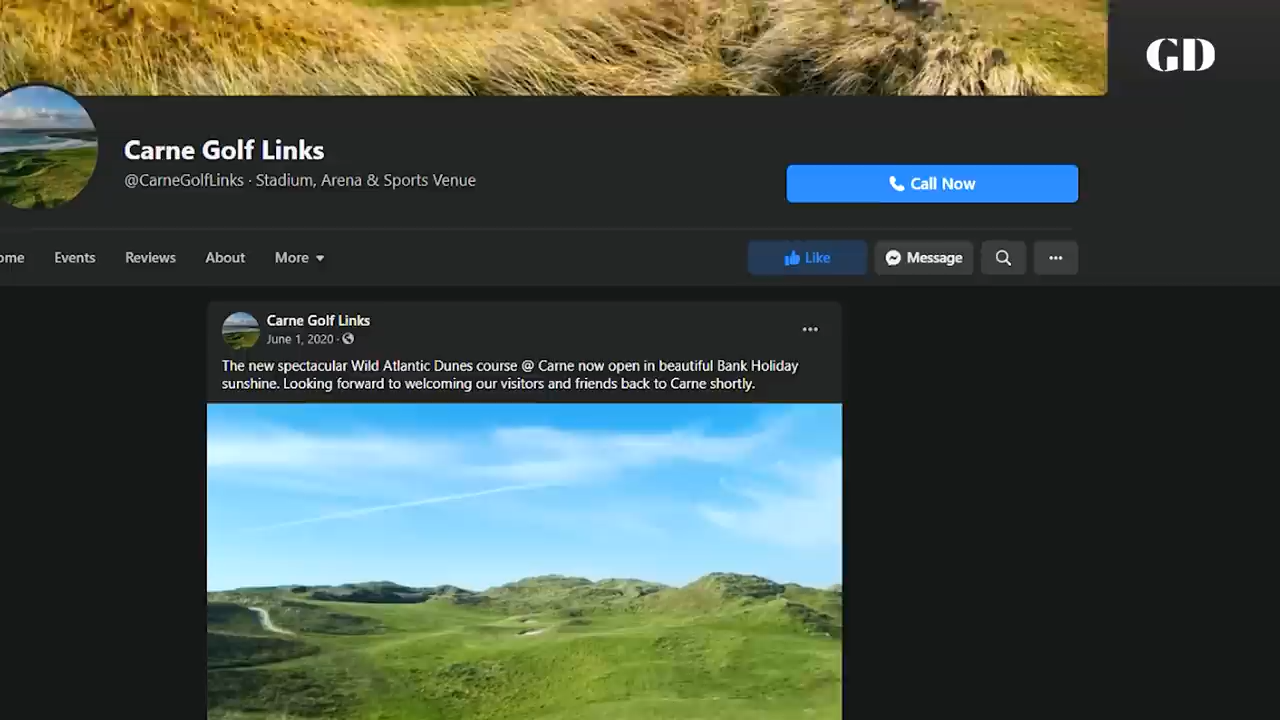 GD
Carne Golf Links
@CarneGolfLinks · Stadium, Arena & Sports Venue
Call Now
ome
Events
Reviews
About
More
Like
Message
Carne Golf Links
June 1, 2020 ·
The new spectacular Wild Atlantic Dunes course @ Carne now open in beautiful Bank Holiday
sunshine. Looking forward to welcoming our visitors and friends back to Carne shortly.